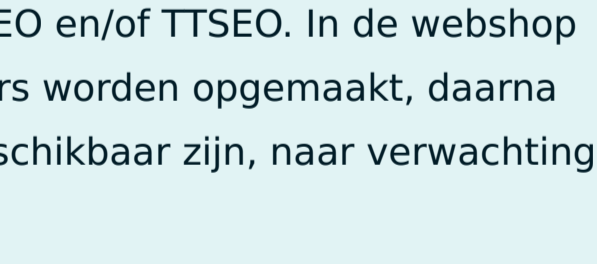 EO en/of TTSEO. In de webshop
rs worden opgemaakt, daarna
schikbaar zijn, naar verwachting